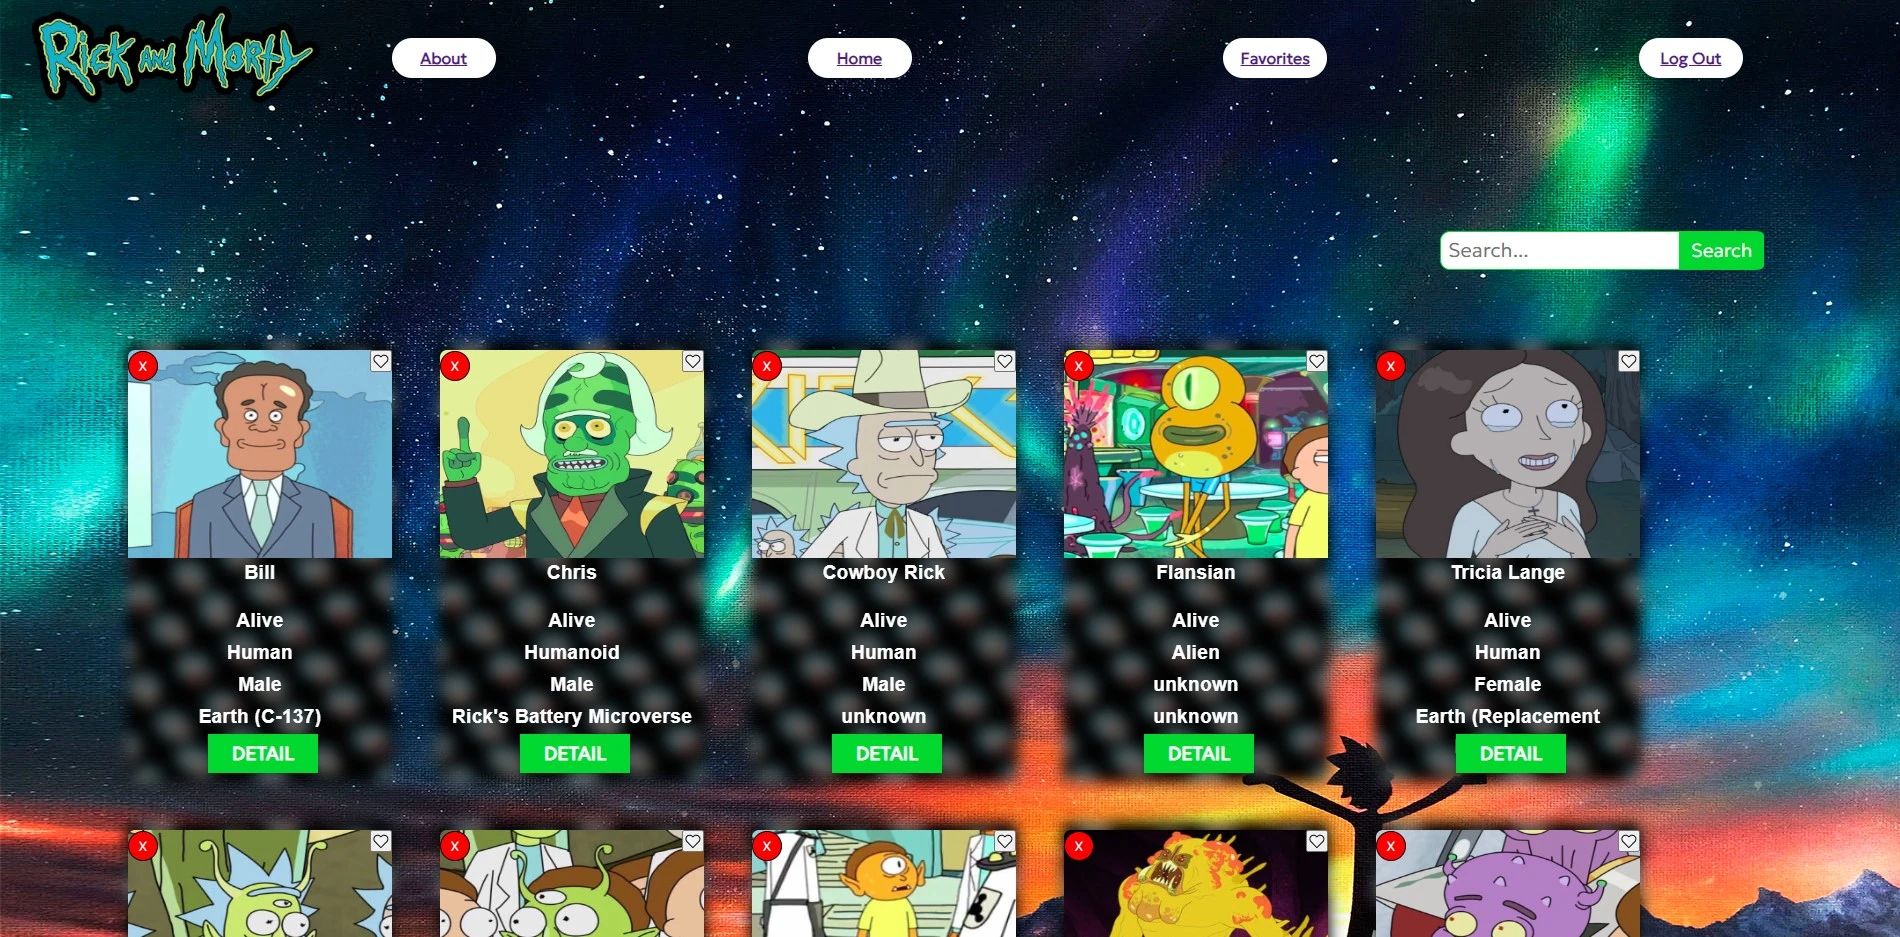 Rick and Morty
About
Home
Favorites
Log Out
Search...
Search
X
X
X
X
X
Bill
Alive
Human
Male
Earth (C-137)
DETAIL
Chris
Alive
Humanoid
Male
Rick's Battery Microverse
DETAIL
Cowboy Rick
Alive
Human
Male
unknown
DETAIL
Flansian
Alive
Alien
unknown
unknown
DETAIL
Tricia Lange
Alive
Human
Female
Earth (Replacement
DETAIL
X
X
X
X
X